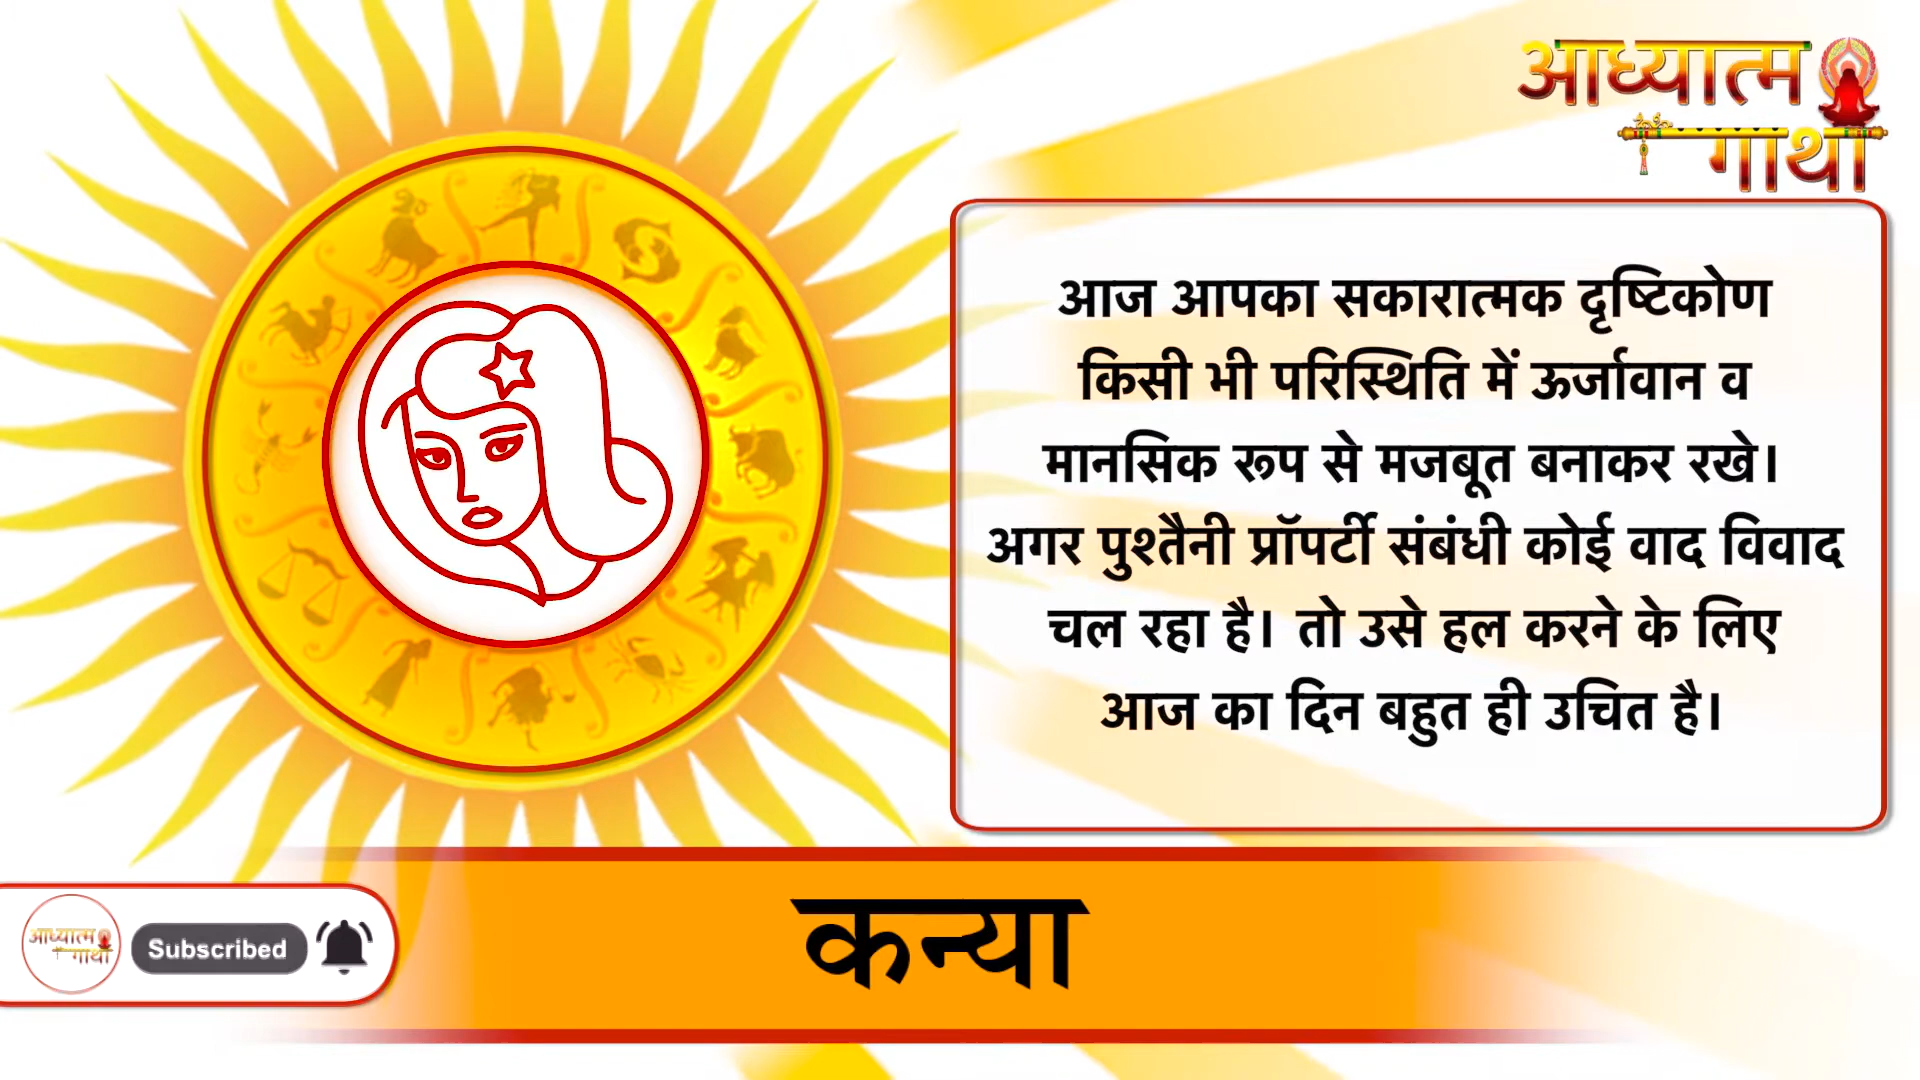 आध्यात्म
गाथा
आज आपका सकारात्मक दृष्टिकोण
किसी भी परिस्थिति में ऊर्जावान व
मानसिक रूप से मजबूत बनाकर रखे।
अगर पुश्तैनी प्रॉपर्टी संबंधी कोई वाद विवाद
चल रहा है। तो उसे हल करने के लिए
आज का दिन बहुत ही उचित है।
कन्या
आध्यात्म
गाथा
Subscribed